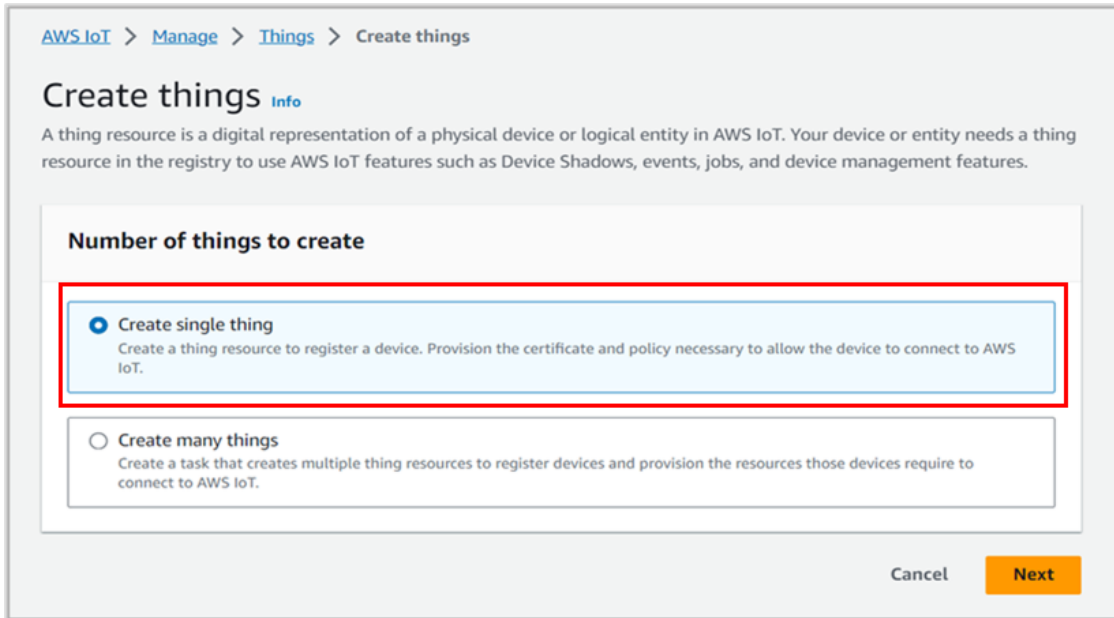 AWS IoT > Manage > Things > Create things
Create things Info
A thing resource is a digital representation of a physical device or logical entity in AWS IoT. Your device or entity needs a thing
resource in the registry to use AWS IoT features such as Device Shadows, events, jobs, and device management features.
Number of things to create
Create single thing
Create a thing resource to register a device. Provision the certificate and policy necessary to allow the device to connect to AWS
IoT.
Create many things
Create a task that creates multiple thing resources to register devices and provision the resources those devices require to
connect to AWS IoT.
Cancel Next